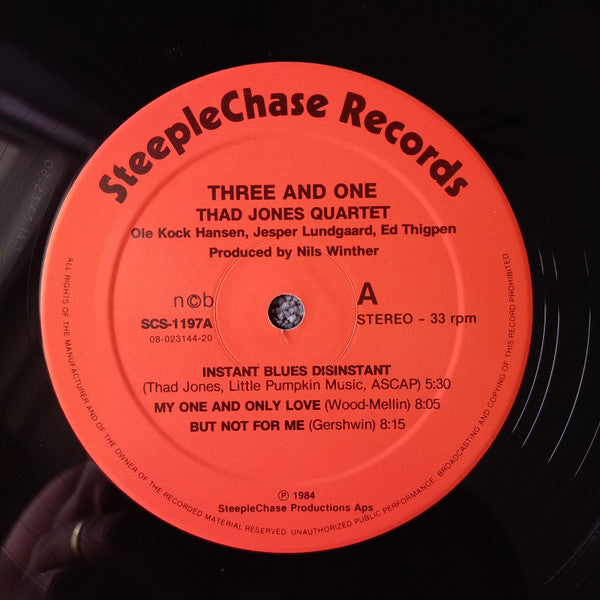 SteepleChase Records
THREE AND ONE
THAD JONES QUARTET
Ole Kock Hansen, Jesper Lundgaard, Ed Thigpen
Produced by Nils Winther
n©b
A
SCS-1197A
STEREO - 33 rpm
08-023144-20
INSTANT BLUES DISINSTANT
(Thad Jones, Little Pumpkin Music, ASCAP) 5:30
MY ONE AND ONLY LOVE (Wood-Mellin) 8:05
BUT NOT FOR ME (Gershwin) 8:15
℗ 1984
SteepleChase Productions Aps
ALL RIGHTS OF THE MANUFACTURER AND OF THE OWNER OF THE RECORDED MATERIAL RESERVED. UNAUTHORIZED PUBLIC PERFORMANCE, BROADCASTING AND COPYING OF THIS RECORD PROHIBITED